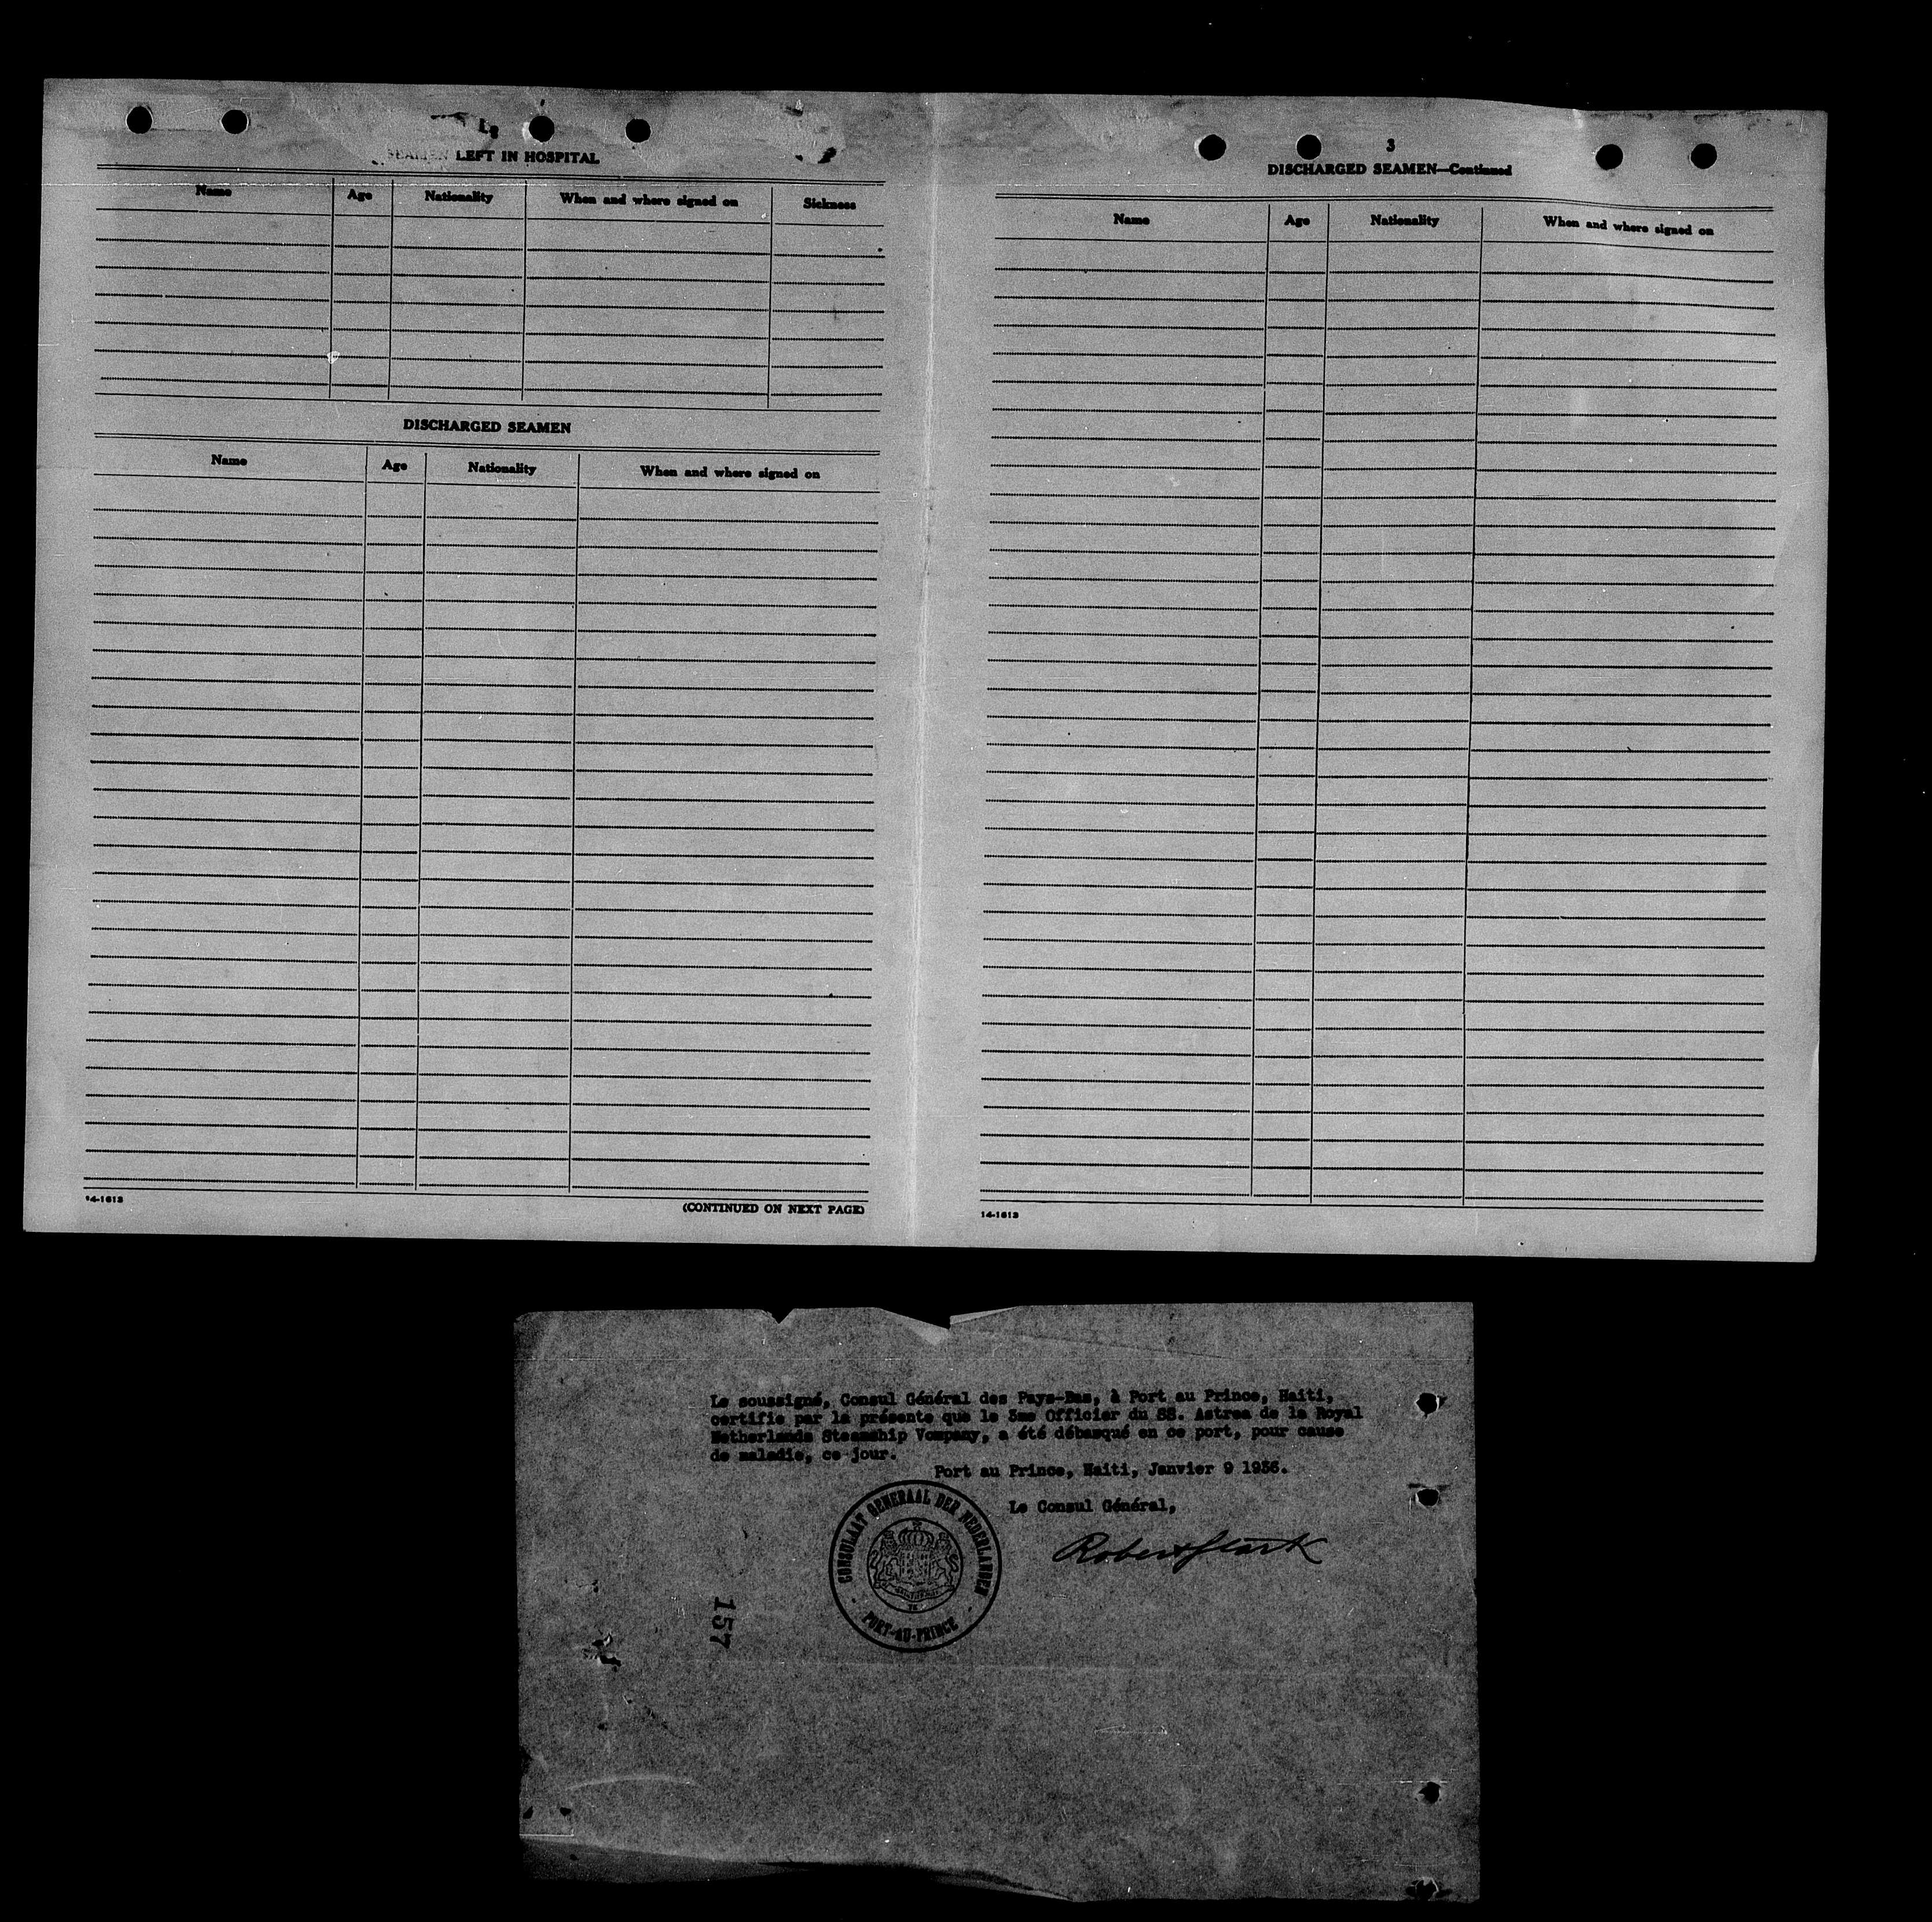 SEAMEN LEFT IN HOSPITAL
Name Age Nationality When and where signed on Sickness
DISCHARGED SEAMEN
Name Age Nationality When and where signed on
14-1613
(CONTINUED ON NEXT PAGE)
3
DISCHARGED SEAMEN—Continued
Name Age Nationality When and where signed on
14-1613
Le soussigné, Consul Général des Pays-Bas, à Port au Prince, Haiti,
certifie par la présente que le 3me Officier du SS. Astrea de la Royal
Netherlands Steamship Vompany, a été débasqué en ce port, pour cause
de maladie, ce jour.
Port au Prince, Haiti, Janvier 9 1936.
Le Consul Général,
Robert Stark
CONSULAAT GENERAAL DER NEDERLANDEN
PORT-AU-PRINCE
157